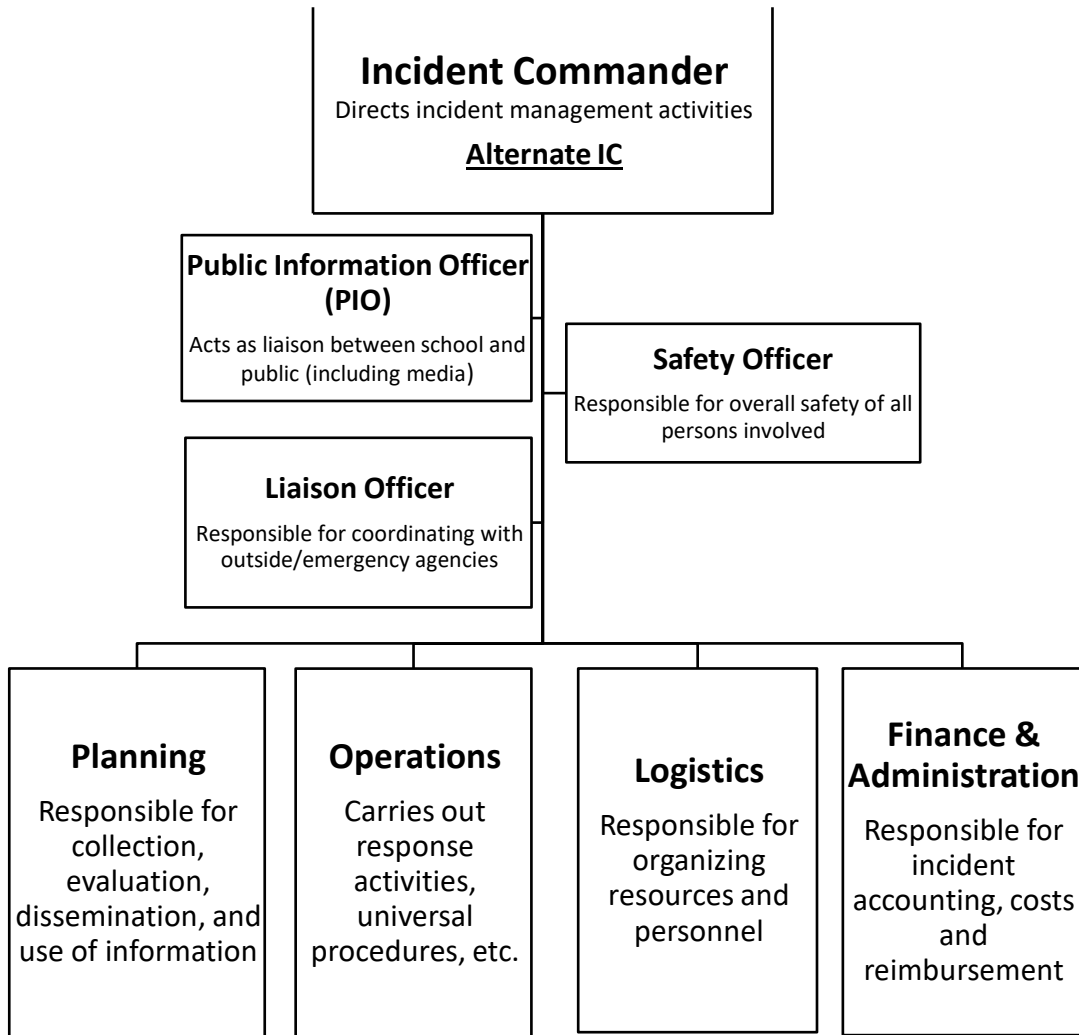 Incident Commander
Directs incident management activities
Alternate IC
Public Information Officer
(PIO)
Acts as liaison between school and
public (including media)
Safety Officer
Responsible for overall safety of all
persons involved
Liaison Officer
Responsible for coordinating with
outside/emergency agencies
Planning
Responsible for
collection,
evaluation,
dissemination, and
use of information
Operations
Carries out
response
activities,
universal
procedures, etc.
Logistics
Responsible for
organizing
resources and
personnel
Finance &
Administration
Responsible for
incident
accounting, costs
and
reimbursement